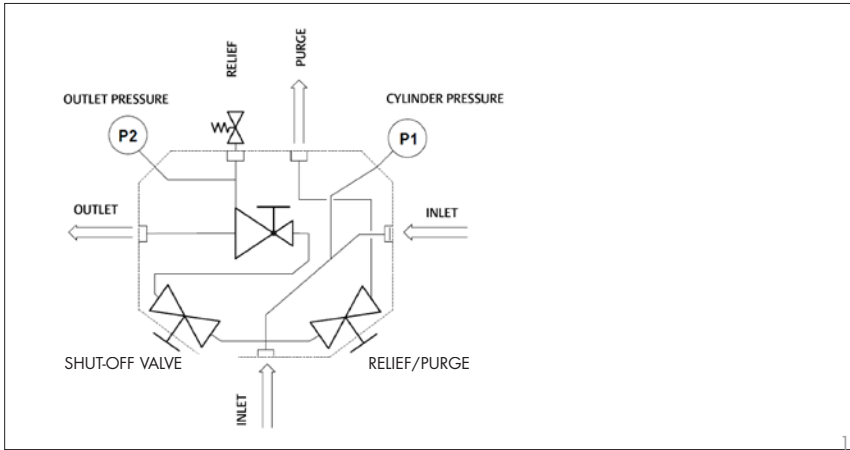 RELIEF
PURGE
OUTLET PRESSURE
CYLINDER PRESSURE
P2
P1
OUTLET
INLET
SHUT-OFF VALVE
RELIEF/PURGE
INLET
1